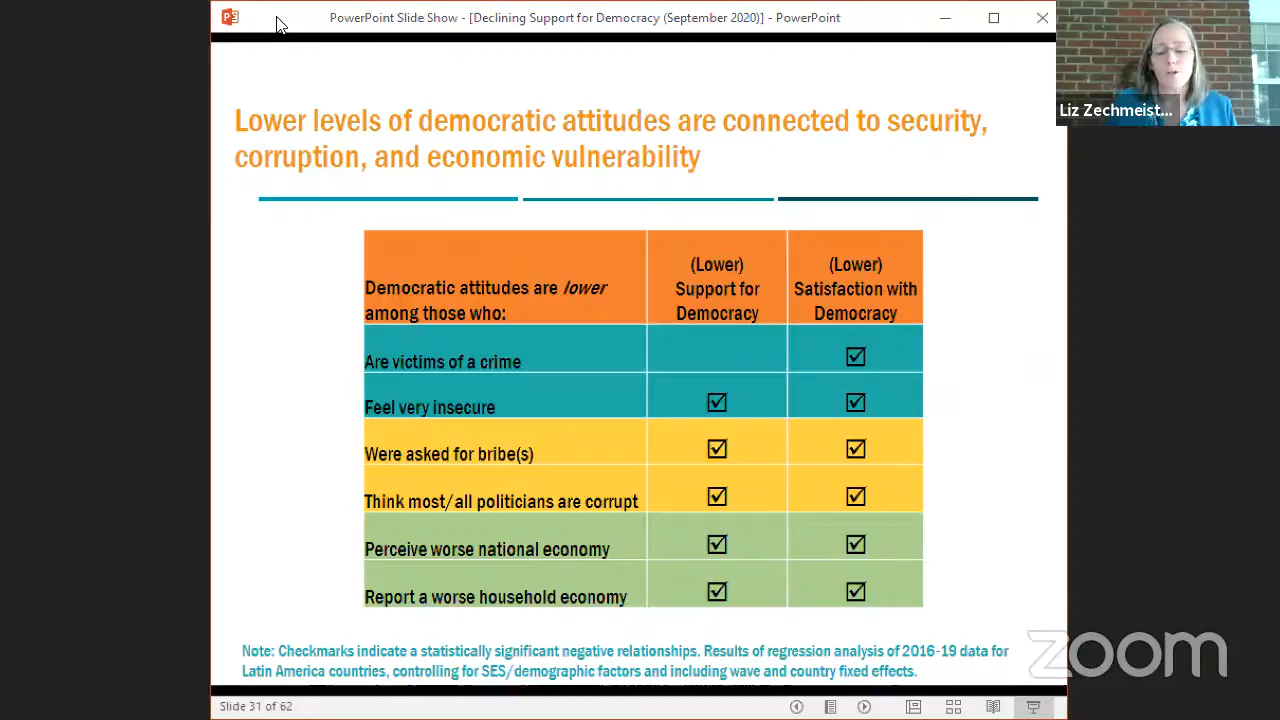 PowerPoint Slide Show - [Declining Support for Democracy (September 2020)] - PowerPoint
Liz Zechmeist...
Lower levels of democratic attitudes are connected to security,
corruption, and economic vulnerability
Democratic attitudes are lower
among those who:
(Lower)
Support for
Democracy
(Lower)
Satisfaction with
Democracy
Are victims of a crime
Feel very insecure
Were asked for bribe(s)
Think most/all politicians are corrupt
Perceive worse national economy
Report a worse household economy
Note: Checkmarks indicate a statistically significant negative relationships. Results of regression analysis of 2016-19 data for
Latin America countries, controlling for SES/demographic factors and including wave and country fixed effects.
zoom
Slide 31 of 62